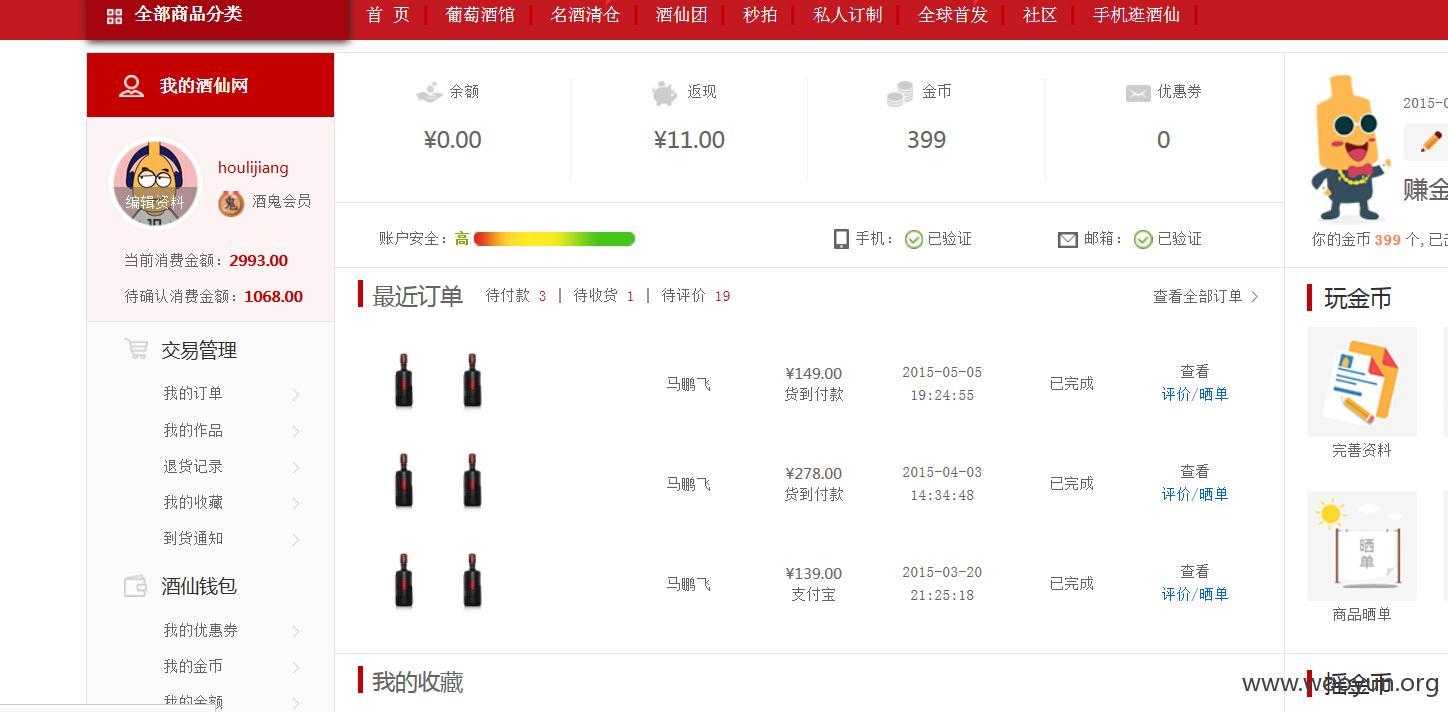 全部商品分类 首 页 葡萄酒馆 名酒清仓 酒仙团 秒拍 私人订制 全球首发 社区 手机逛酒仙
我的酒仙网
houlijiang
酒鬼会员
编辑资料
当前消费金额：2993.00
待确认消费金额：1068.00
交易管理
我的订单
我的作品
退货记录
我的收藏
到货通知
酒仙钱包
我的优惠券
我的金币
我的余额
余额 返现 金币 优惠券
¥0.00 ¥11.00 399 0
账户安全：高 手机： 已验证 邮箱： 已验证
最近订单 待付款 3 | 待收货 1 | 待评价 19 查看全部订单
马鹏飞 ¥149.00 货到付款 2015-05-05 19:24:55 已完成 查看 评价/晒单
马鹏飞 ¥278.00 货到付款 2015-04-03 14:34:48 已完成 查看 评价/晒单
马鹏飞 ¥139.00 支付宝 2015-03-20 21:25:18 已完成 查看 评价/晒单
我的收藏
2015-0
赚金
你的金币 399 个, 已
玩金币
完善资料
晒单
商品晒单
摇金币
www.wooyun.org